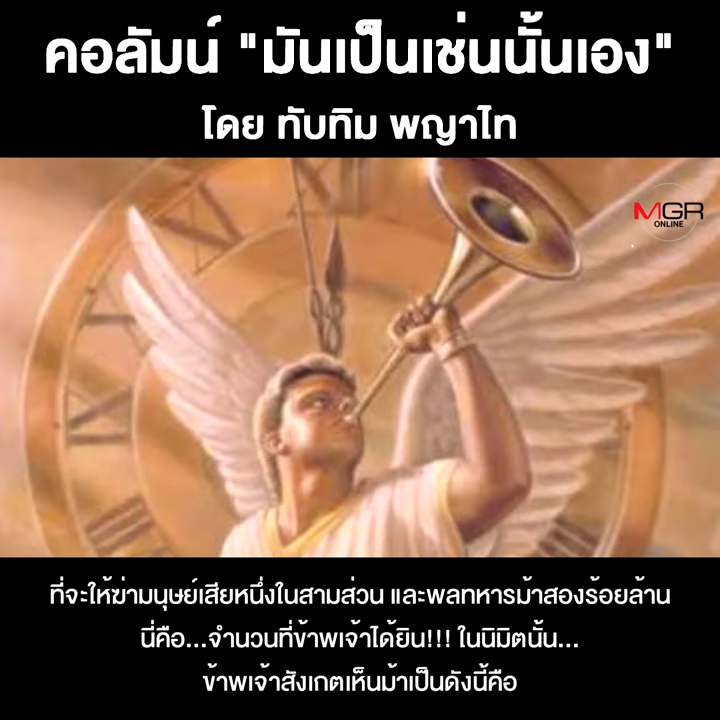 คอลัมน์ "มันเป็นเช่นนั้นเอง"
โดย ทับทิม พญาไท
MGR
ONLINE
ที่จะให้ฆ่ามนุษย์เสียหนึ่งในสามส่วน และพลทหารม้าสองร้อยล้าน
นี่คือ...จำนวนที่ข้าพเจ้าได้ยิน!!! ในนิมิตนั้น...
ข้าพเจ้าสังเกตเห็นม้าเป็นดังนี้คือ